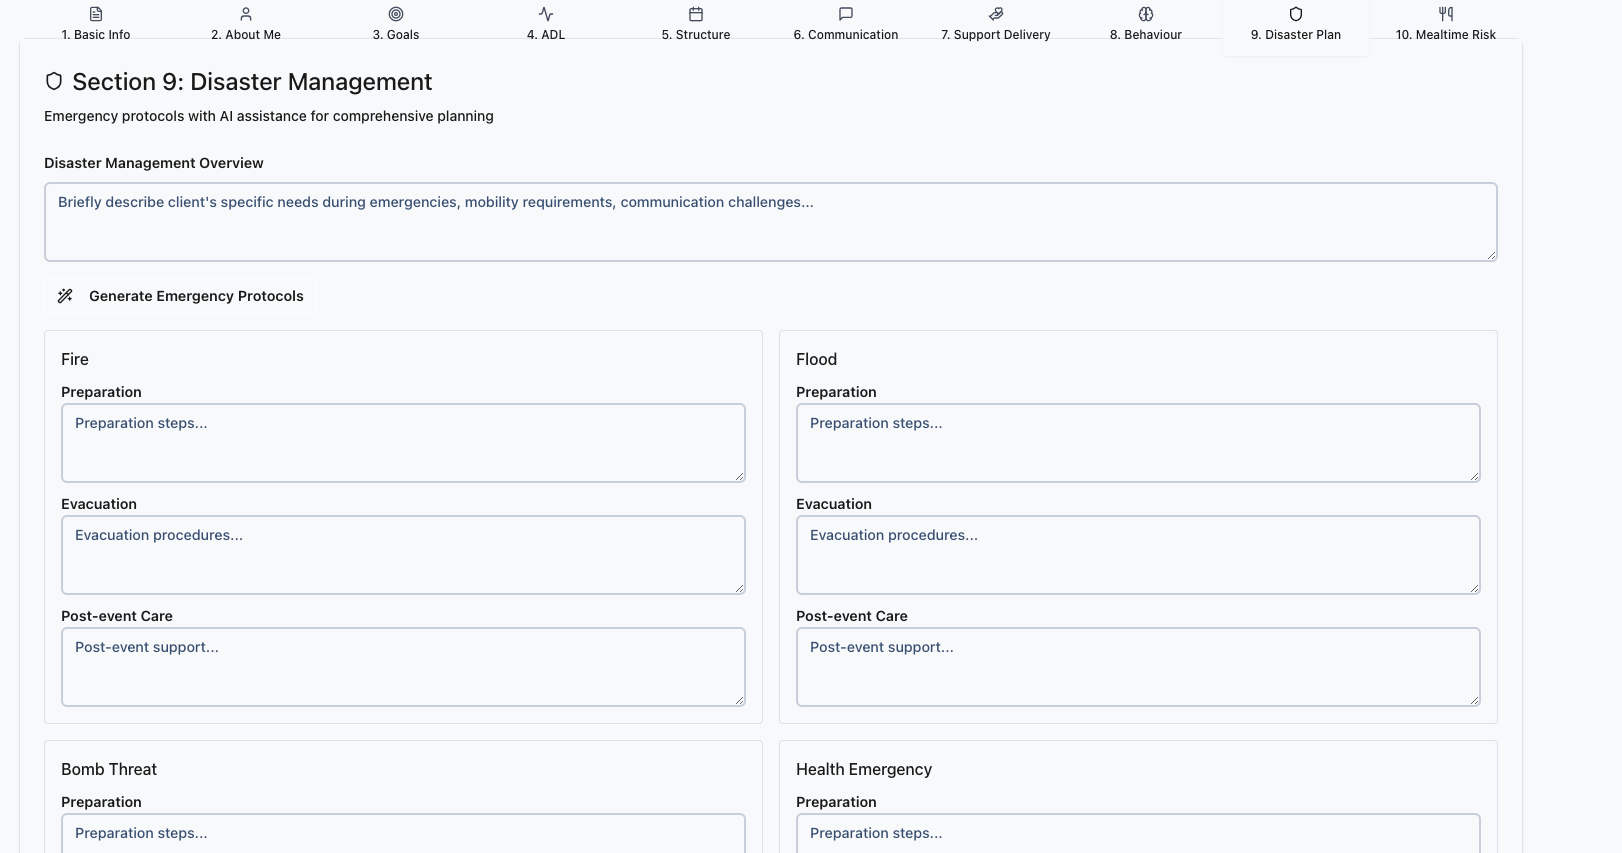 1. Basic Info
2. About Me
3. Goals
4. ADL
5. Structure
6. Communication
7. Support Delivery
8. Behaviour
9. Disaster Plan
10. Mealtime Risk
Section 9: Disaster Management
Emergency protocols with AI assistance for comprehensive planning
Disaster Management Overview
Briefly describe client's specific needs during emergencies, mobility requirements, communication challenges...
Generate Emergency Protocols
Fire
Preparation
Preparation steps...
Evacuation
Evacuation procedures...
Post-event Care
Post-event support...
Flood
Preparation
Preparation steps...
Evacuation
Evacuation procedures...
Post-event Care
Post-event support...
Bomb Threat
Preparation
Preparation steps...
Health Emergency
Preparation
Preparation steps...